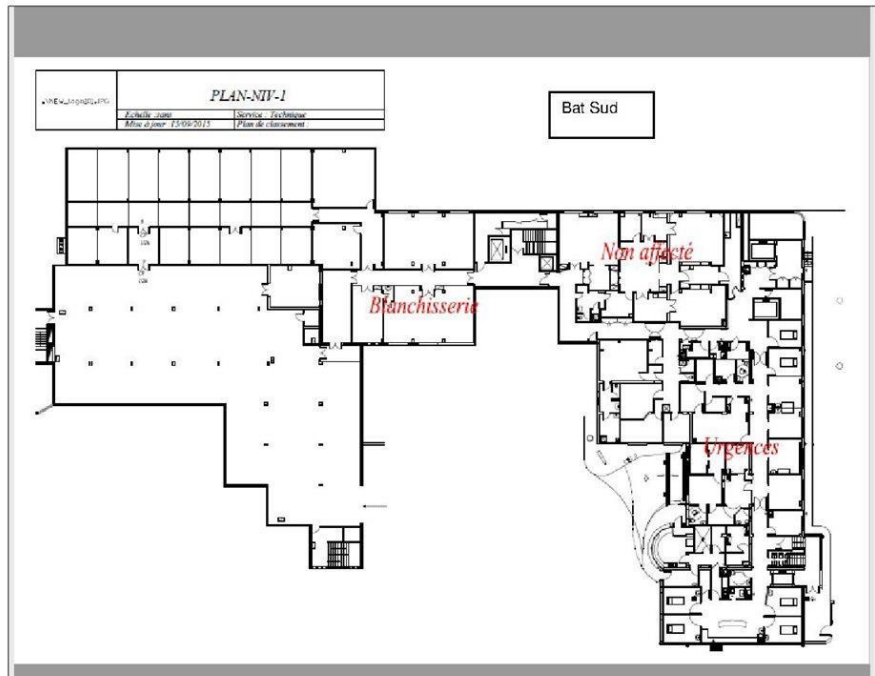 PLAN-NIV-1
Echelle :sans
Service : Technique
Mise à jour :15/09/2015
Plan de classement :
Bat Sud
Non affecté
Blanchisserie
Urgences